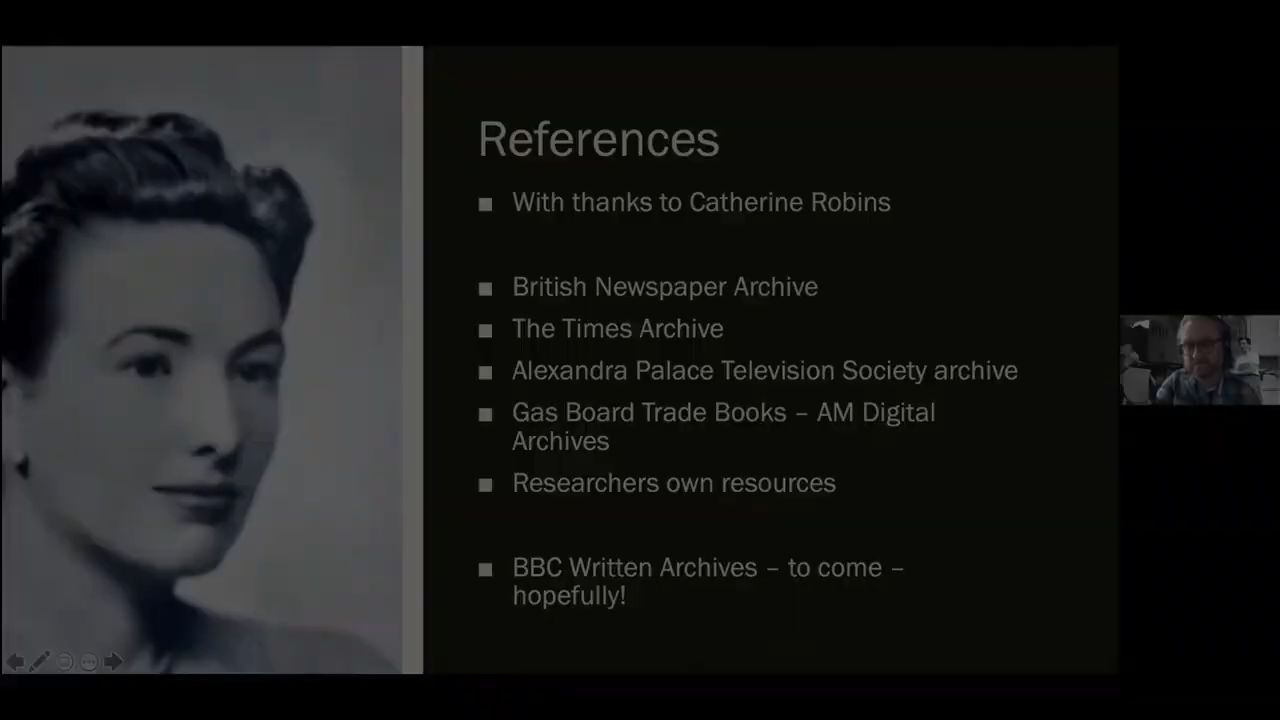 References
With thanks to Catherine Robins
British Newspaper Archive
The Times Archive
Alexandra Palace Television Society archive
Gas Board Trade Books – AM Digital
Archives
Researchers own resources
BBC Written Archives – to come –
hopefully!